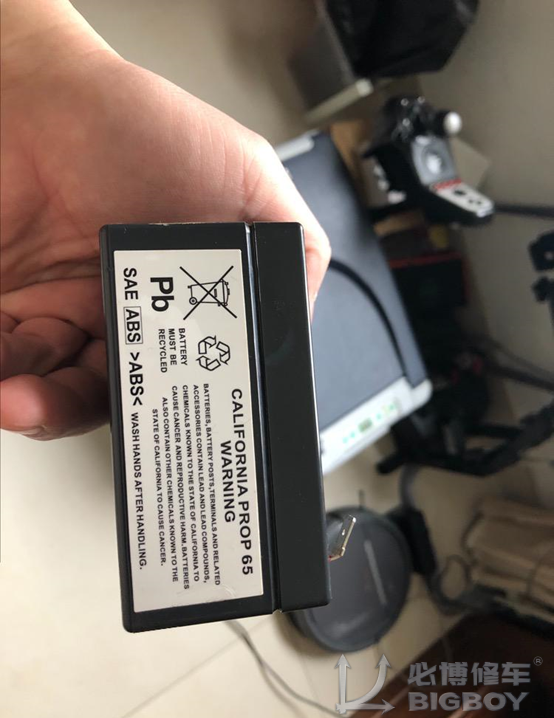 CALIFORNIA PROP 65
WARNING
BATTERIES, BATTERY POSTS, TERMINALS AND RELATED
ACCESSORIES CONTAIN LEAD AND LEAD COMPOUNDS,
CHEMICALS KNOWN TO THE STATE OF CALIFORNIA TO
CAUSE CANCER AND REPRODUCTIVE HARM. BATTERIES
ALSO CONTAIN OTHER CHEMICALS KNOWN TO THE
STATE OF CALIFORNIA TO CAUSE CANCER.
WASH HANDS AFTER HANDLING.
Pb
BATTERY
MUST BE
RECYCLED
SAE ABS >ABS<
必博修车®
BIGBOY